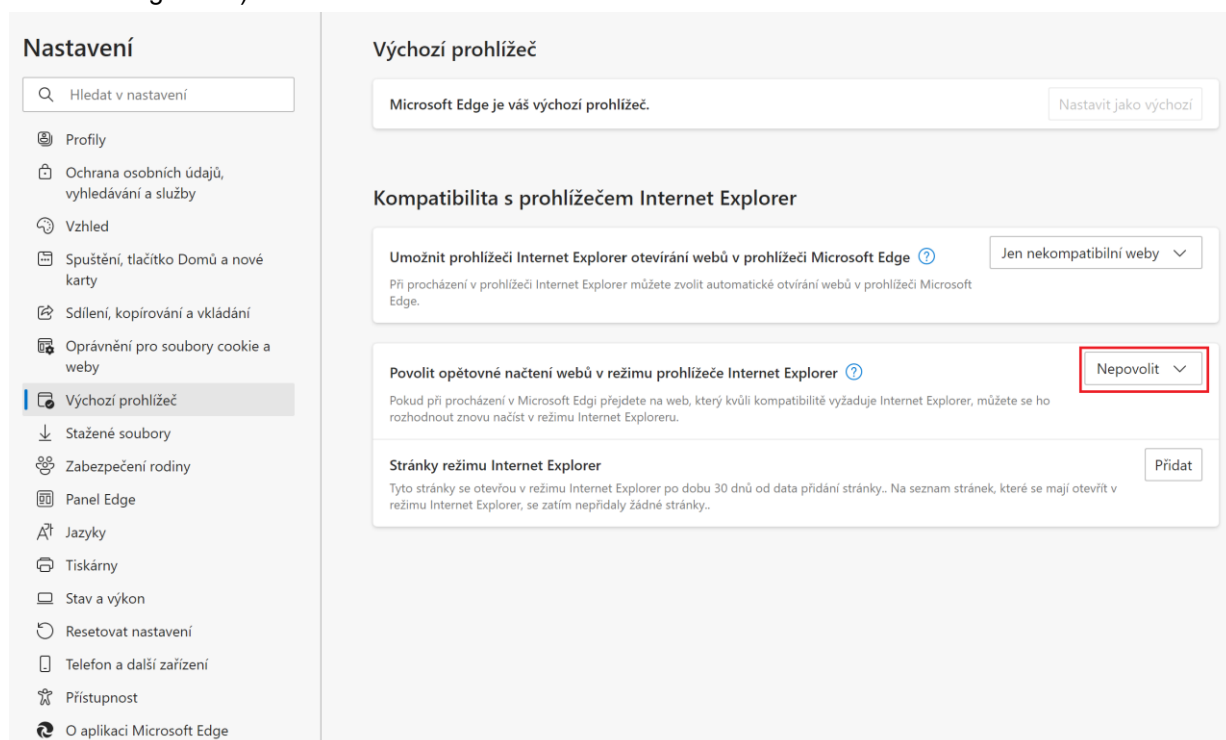 Nastavení
Hledat v nastavení
Profily
Ochrana osobních údajů,
vyhledávání a služby
Vzhled
Spuštění, tlačítko Domů a nové
karty
Sdílení, kopírování a vkládání
Oprávnění pro soubory cookie a
weby
Výchozí prohlížeč
Stažené soubory
Zabezpečení rodiny
Panel Edge
Jazyky
Tiskárny
Stav a výkon
Resetovat nastavení
Telefon a další zařízení
Přístupnost
O aplikaci Microsoft Edge
Výchozí prohlížeč
Microsoft Edge je váš výchozí prohlížeč.
Nastavit jako výchozí
Kompatibilita s prohlížečem Internet Explorer
Umožnit prohlížeči Internet Explorer otevírání webů v prohlížeči Microsoft Edge
Jen nekompatibilní weby
Při procházení v prohlížeči Internet Explorer můžete zvolit automatické otvírání webů v prohlížeči Microsoft
Edge.
Povolit opětovné načtení webů v režimu prohlížeče Internet Explorer
Nepovolit
Pokud při procházení v Microsoft Edgi přejdete na web, který kvůli kompatibilitě vyžaduje Internet Explorer, můžete se ho
rozhodnout znovu načíst v režimu Internet Exploreru.
Stránky režimu Internet Explorer
Přidat
Tyto stránky se otevřou v režimu Internet Explorer po dobu 30 dnů od data přidání stránky.. Na seznam stránek, které se mají otevřít v
režimu Internet Explorer, se zatím nepřidaly žádné stránky..